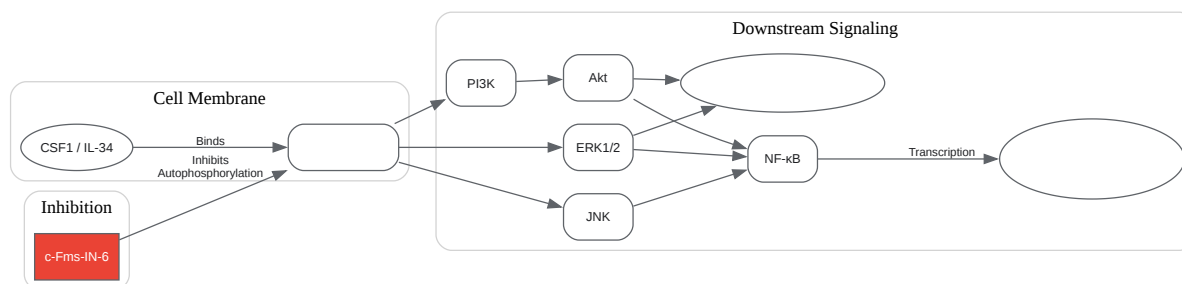 Downstream Signaling
Cell Membrane
PI3K
Akt
CSF1 / IL-34
Binds
Inhibits
Autophosphorylation
ERK1/2
NF-κB
Transcription
JNK
Inhibition
c-Fms-IN-6